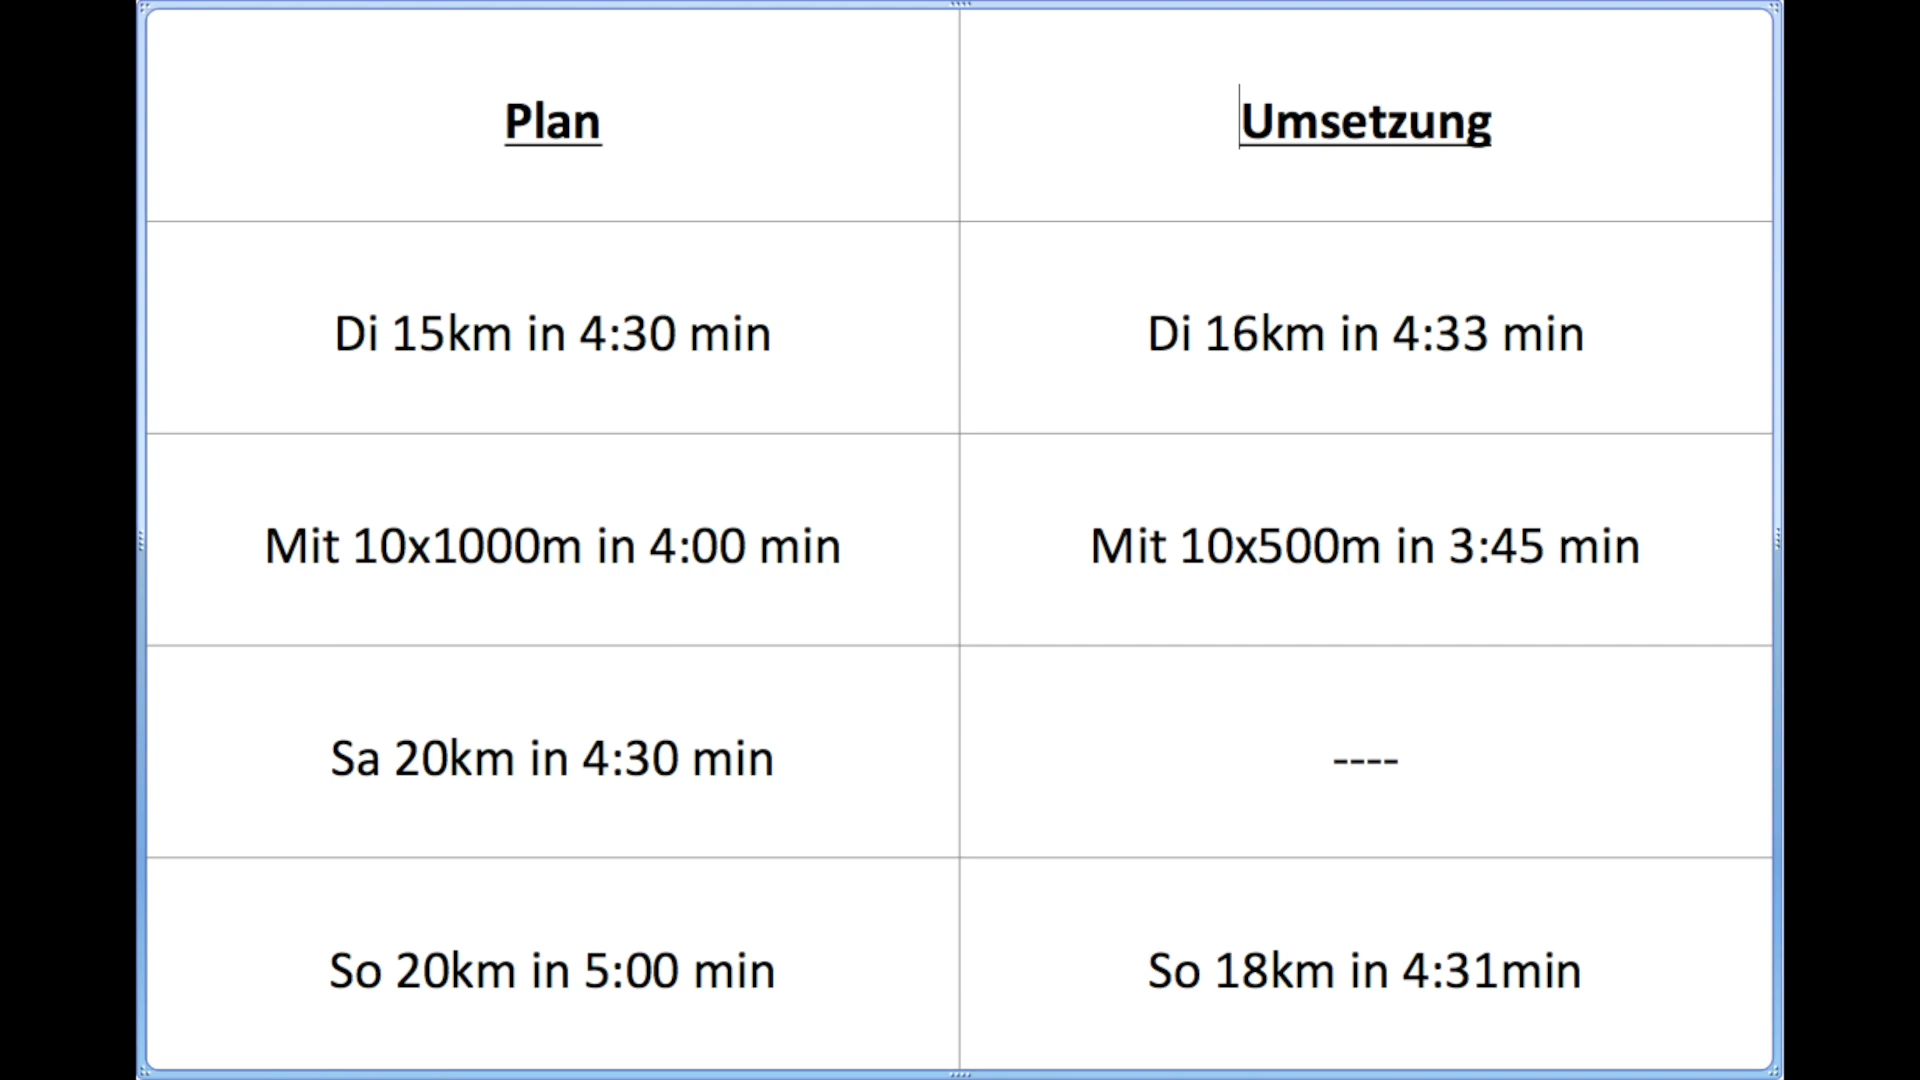 Plan
Umsetzung
Di 15km in 4:30 min
Di 16km in 4:33 min
Mit 10x1000m in 4:00 min
Mit 10x500m in 3:45 min
Sa 20km in 4:30 min
----
So 20km in 5:00 min
So 18km in 4:31min